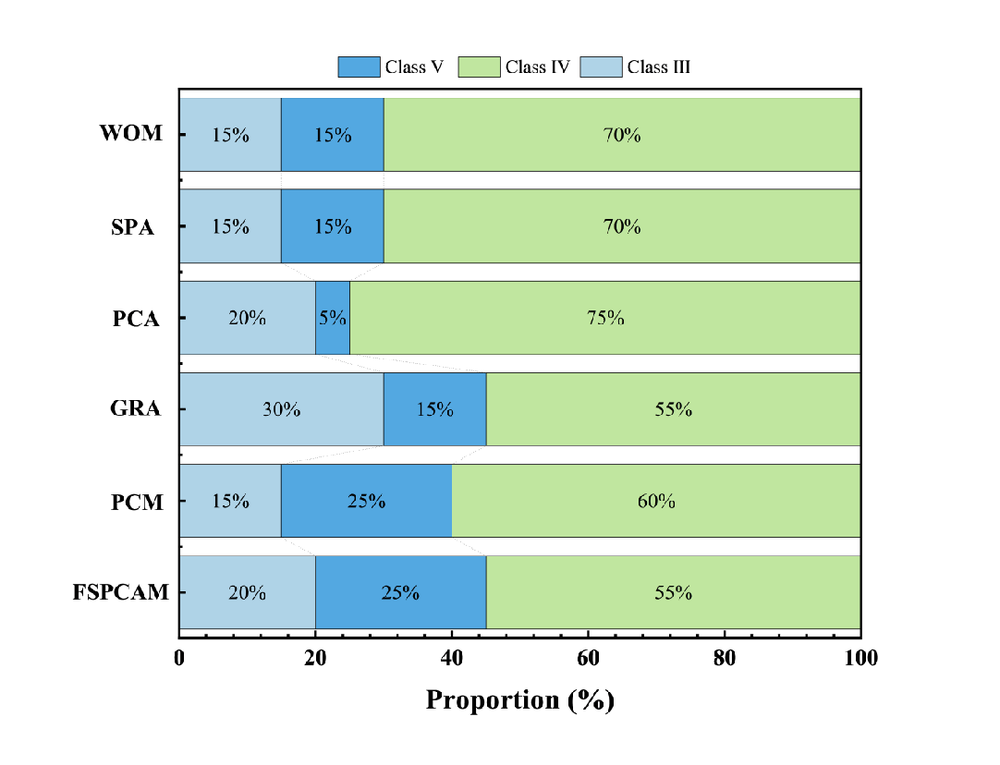 Class V Class IV Class III
WOM 15% 15% 70%
SPA 15% 15% 70%
PCA 20% 5% 75%
GRA 30% 15% 55%
PCM 15% 25% 60%
FSPCAM 20% 25% 55%
0 20 40 60 80 100
Proportion (%)